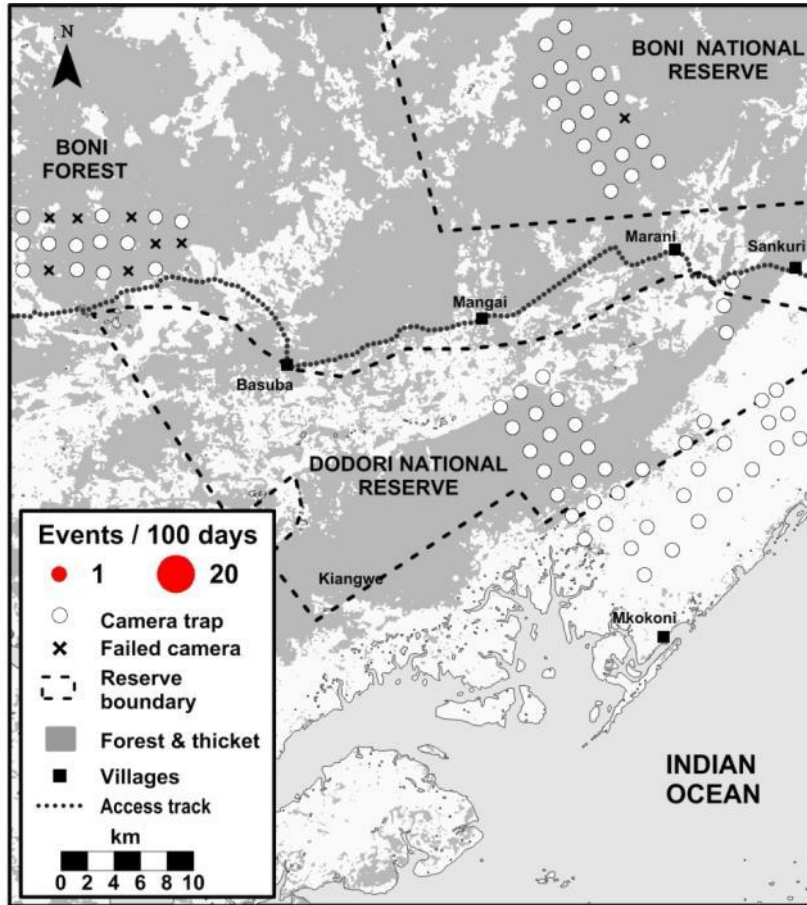 N
BONI NATIONAL
RESERVE
BONI
FOREST
Marani
Sankuri
Mangai
Basuba
DODORI NATIONAL
RESERVE
Kiangwe
Mkokoni
INDIAN
OCEAN
Events / 100 days
1 20
Camera trap
Failed camera
Reserve
boundary
Forest & thicket
Villages
Access track
km
0 2 4 6 8 10